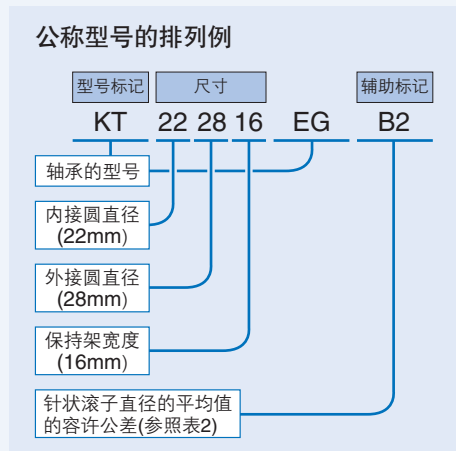 公称型号的排列例
型号标记 尺寸 辅助标记
KT 22 28 16 EG B2
轴承的型号
内接圆直径
(22mm)
外接圆直径
(28mm)
保持架宽度
(16mm)
针状滚子直径的平均值
的容许公差(参照表2)